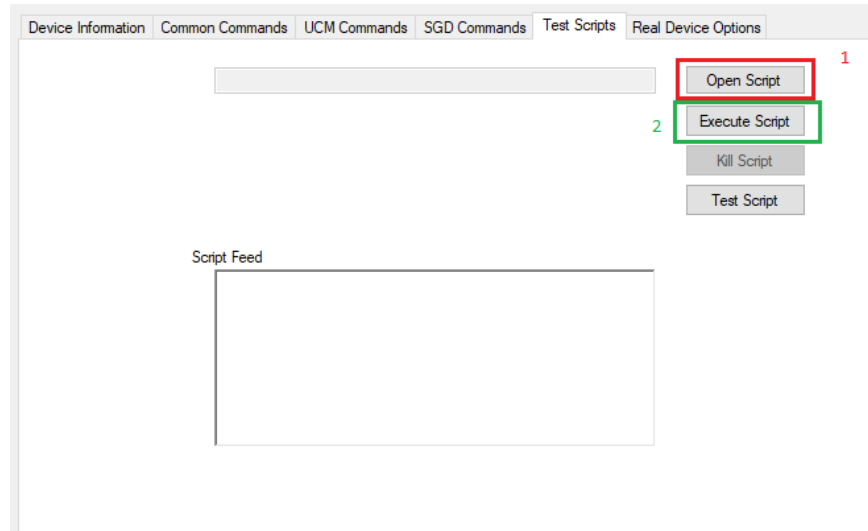 Device Information Common Commands UCM Commands SGD Commands Test Scripts Real Device Options
1
Open Script
2 Execute Script
Kill Script
Test Script
Script Feed